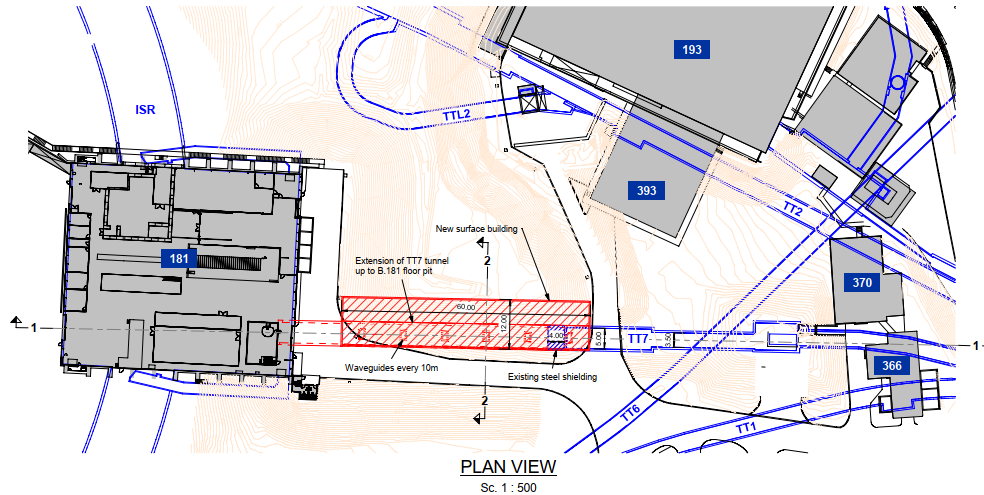 193
ISR
TTL2
393
TT2
New surface building
181
2
Extension of TT7 tunnel
up to B.181 floor pit
370
60.00
12.00
1
4.00
5.00
TT7
3.50
1
366
Waveguides every 10m
Existing steel shielding
2
TT6
TT1
PLAN VIEW
Sc. 1 : 500